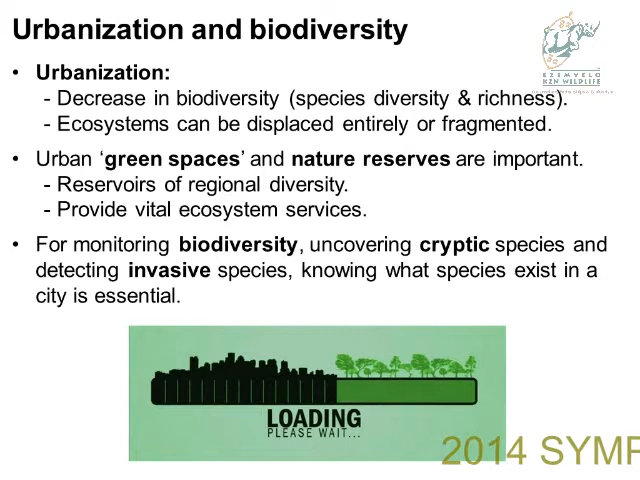 Urbanization and biodiversity
EZEMVELO
KZN WILDLIFE
• Urbanization:
- Decrease in biodiversity (species diversity & richness).
- Ecosystems can be displaced entirely or fragmented.
• Urban ‘green spaces’ and nature reserves are important.
- Reservoirs of regional diversity.
- Provide vital ecosystem services.
• For monitoring biodiversity, uncovering cryptic species and
detecting invasive species, knowing what species exist in a
city is essential.
LOADING
PLEASE WAIT...
2014 SYMP